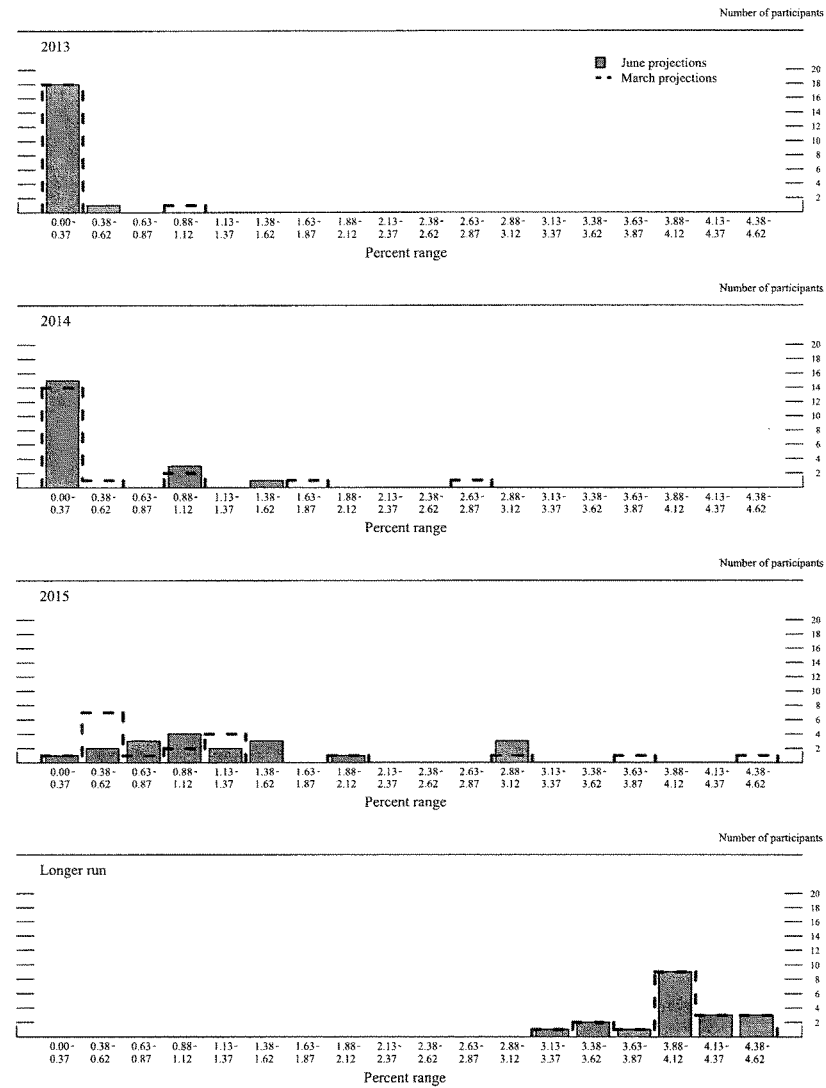 Number of participants
2013
June projections
March projections
20
18
16
14
12
10
8
6
4
2
0.00- 0.38- 0.63- 0.88- 1.13- 1.38- 1.63- 1.88- 2.13- 2.38- 2.63- 2.88- 3.13- 3.38- 3.63- 3.88- 4.13- 4.38-
0.37 0.62 0.87 1.12 1.37 1.62 1.87 2.12 2.37 2.62 2.87 3.12 3.37 3.62 3.87 4.12 4.37 4.62
Percent range
Number of participants
2014
20
18
16
14
12
10
8
6
4
2
0.00- 0.38- 0.63- 0.88- 1.13- 1.38- 1.63- 1.88- 2.13- 2.38- 2.63- 2.88- 3.13- 3.38- 3.63- 3.88- 4.13- 4.38-
0.37 0.62 0.87 1.12 1.37 1.62 1.87 2.12 2.37 2.62 2.87 3.12 3.37 3.62 3.87 4.12 4.37 4.62
Percent range
Number of participants
2015
20
18
16
14
12
10
8
6
4
2
0.00- 0.38- 0.63- 0.88- 1.13- 1.38- 1.63- 1.88- 2.13- 2.38- 2.63- 2.88- 3.13- 3.38- 3.63- 3.88- 4.13- 4.38-
0.37 0.62 0.87 1.12 1.37 1.62 1.87 2.12 2.37 2.62 2.87 3.12 3.37 3.62 3.87 4.12 4.37 4.62
Percent range
Number of participants
Longer run
20
18
16
14
12
10
8
6
4
2
0.00- 0.38- 0.63- 0.88- 1.13- 1.38- 1.63- 1.88- 2.13- 2.38- 2.63- 2.88- 3.13- 3.38- 3.63- 3.88- 4.13- 4.38-
0.37 0.62 0.87 1.12 1.37 1.62 1.87 2.12 2.37 2.62 2.87 3.12 3.37 3.62 3.87 4.12 4.37 4.62
Percent range